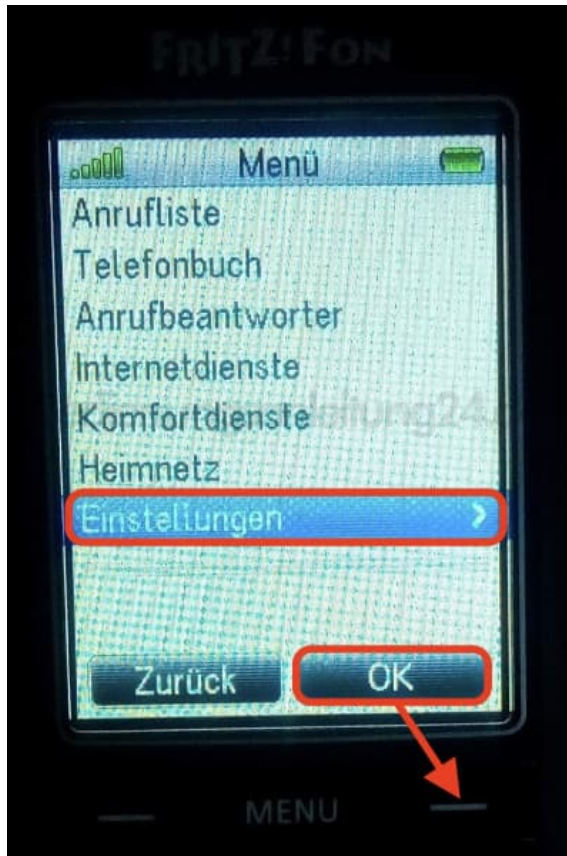 FRITZ!Fon
Menü
Anrufliste
Telefonbuch
Anrufbeantworter
Internetdienste
Komfortdienste
Heimnetz
Einstellungen
Zurück OK
MENU